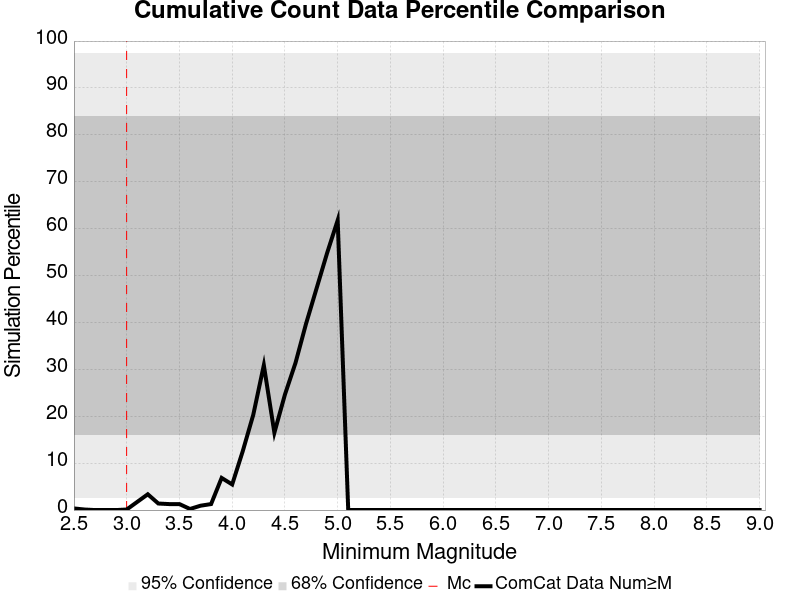 Cumulative Count Data Percentile Comparison
100
90
80
70
60
50
40
30
20
10
0
Simulation Percentile
2.5 3.0 3.5 4.0 4.5 5.0 5.5 6.0 6.5 7.0 7.5 8.0 8.5 9.0
Minimum Magnitude
95% Confidence 68% Confidence Mc ComCat Data Num≥M